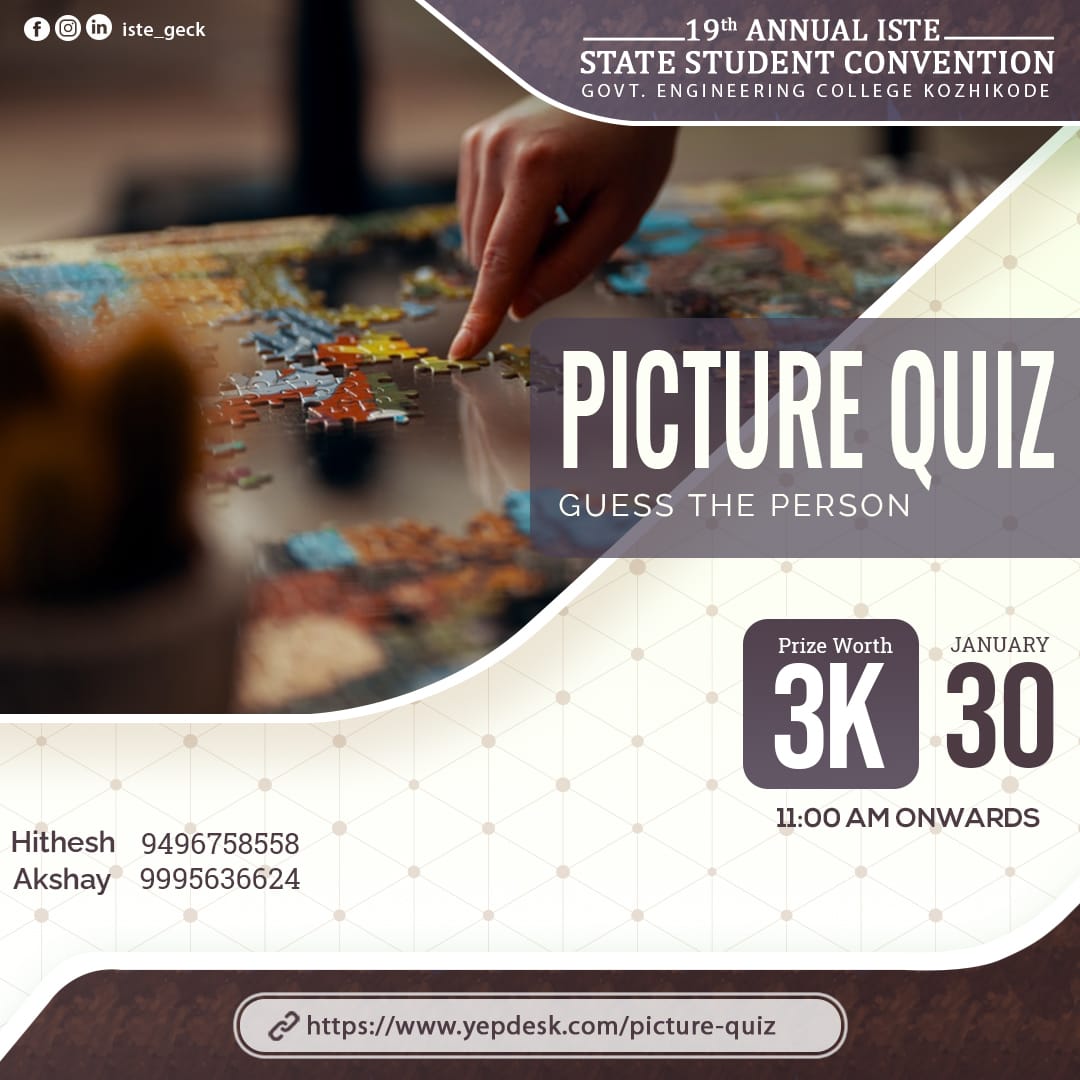 iste_geck
19th ANNUAL ISTE
STATE STUDENT CONVENTION
GOVT. ENGINEERING COLLEGE KOZHIKODE
PICTURE QUIZ
GUESS THE PERSON
Prize Worth
3K
JANUARY
30
11:00 AM ONWARDS
Hithesh 9496758558
Akshay 9995636624
https://www.yepdesk.com/picture-quiz